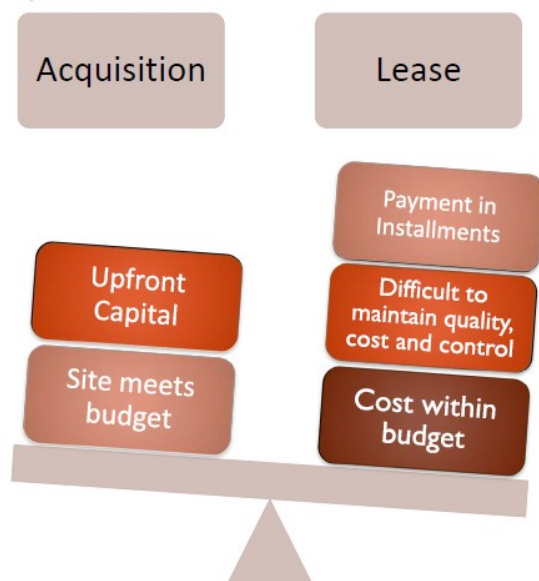 Acquisition
Lease
Upfront
Capital
Site meets
budget
Payment in
Installments
Difficult to
maintain quality,
cost and control
Cost within
budget